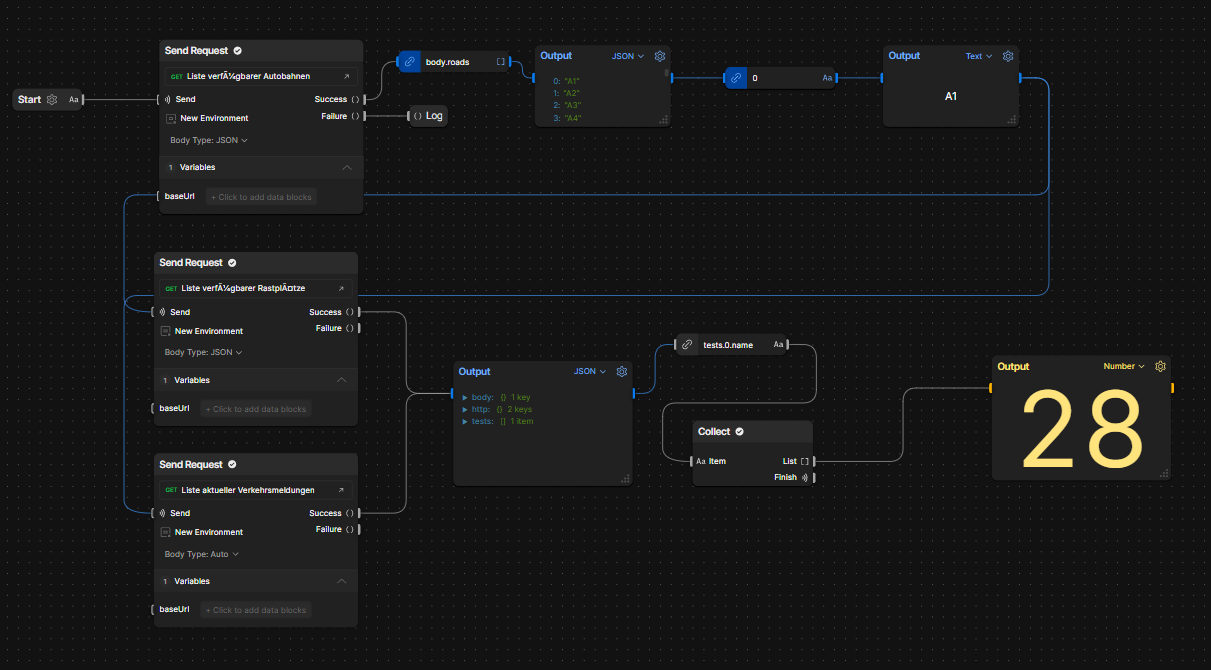 Start Aa
Send Request
GET Liste verfÃ¼gbarer Autobahnen
Send Success ()
New Environment Failure ()
Body Type: JSON
1 Variables
baseUrl + Click to add data blocks
body.roads []
() Log
Output JSON
0: "A1"
1: "A2"
2: "A3"
3: "A4"
0 Aa
Output Text
A1
Send Request
GET Liste verfÃ¼gbarer RastplÃ¤tze
Send Success ()
New Environment Failure ()
Body Type: JSON
1 Variables
baseUrl + Click to add data blocks
Send Request
GET Liste aktueller Verkehrsmeldungen
Send Success ()
New Environment Failure ()
Body Type: Auto
1 Variables
baseUrl + Click to add data blocks
Output JSON
body: {} 1 key
http: {} 2 keys
tests: [] 1 item
tests.0.name Aa
Collect
Aa Item List []
Finish
Output Number
28